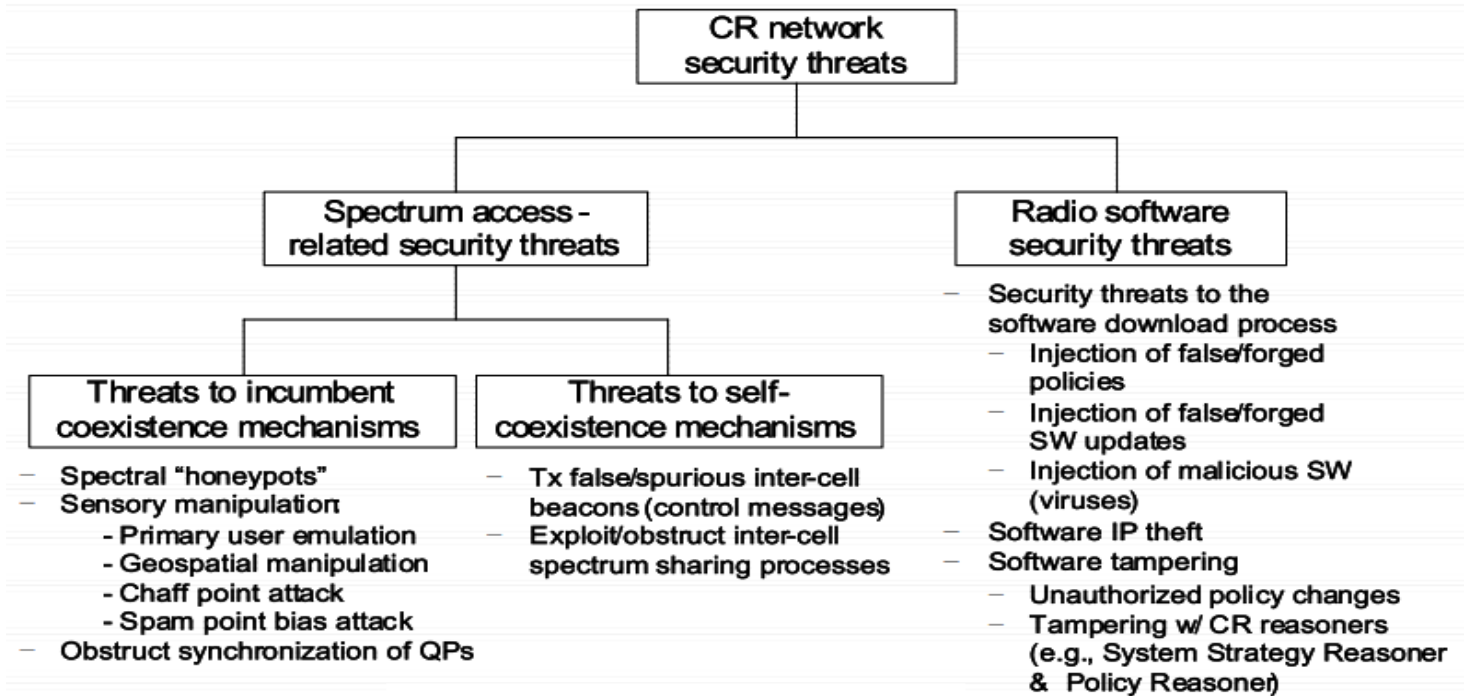 CR network
security threats
Spectrum access -
related security threats
Radio software
security threats
Threats to incumbent
coexistence mechanisms
– Spectral “honeypots”
– Sensory manipulation:
- Primary user emulation
- Geospatial manipulation
- Chaff point attack
- Spam point bias attack
– Obstruct synchronization of QPs
Threats to self-
coexistence mechanisms
– Tx false/spurious inter-cell
beacons (control messages)
– Exploit/obstruct inter-cell
spectrum sharing processes
– Security threats to the
software download process
– Injection of false/forged
policies
– Injection of false/forged
SW updates
– Injection of malicious SW
(viruses)
– Software IP theft
– Software tampering
– Unauthorized policy changes
– Tampering w/ CR reasoners
(e.g., System Strategy Reasoner
& Policy Reasoner)